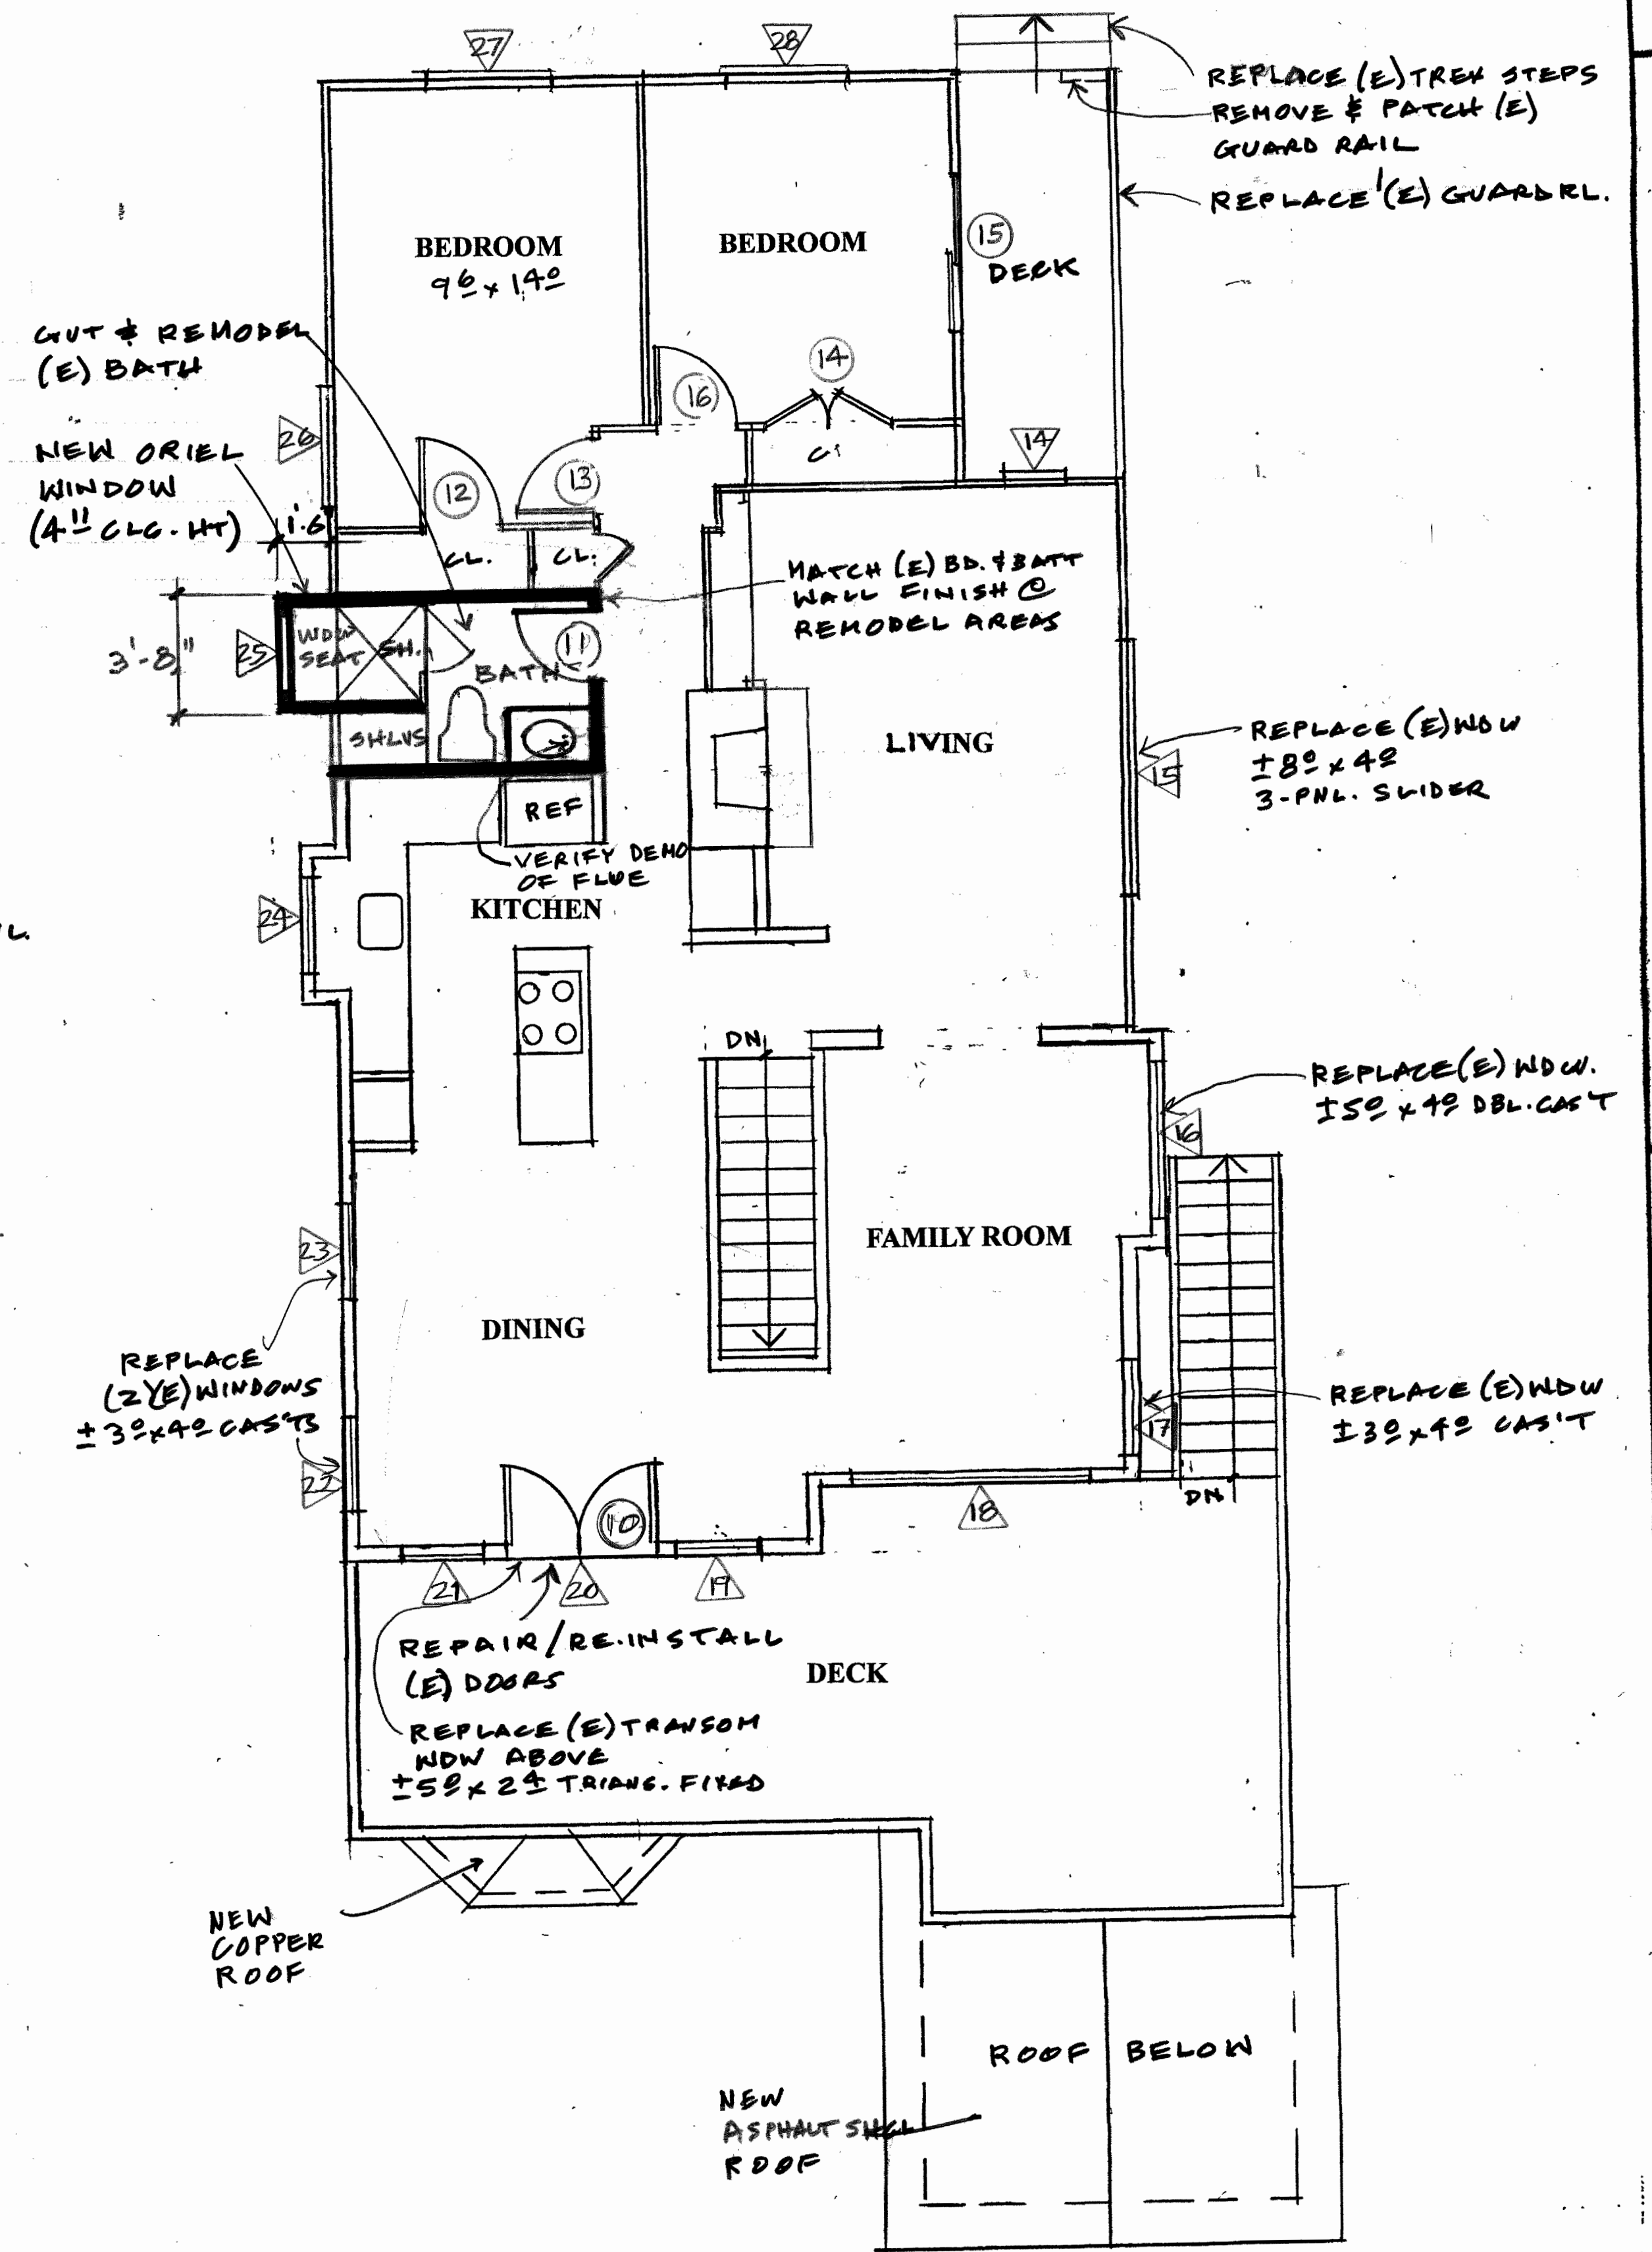 27
28
REPLACE (E) TREX STEPS
REMOVE & PATCH (E)
GUARD RAIL
REPLACE (E) GUARD RL.
BEDROOM
9⁶ x 14⁰
BEDROOM
15
DECK
GUT & REMODEL
(E) BATH
14
16
26
NEW ORIEL
WINDOW
(4¹¹ CLG. HT)
1'-6"
12
13
CL
14
CL.
CL.
MATCH (E) BD. & BATT
WALL FINISH @
REMODEL AREAS
3'-8"
25
WDW
SEAT
SH.
BATH
11
SHLVS
LIVING
REPLACE (E) WDW
±8⁰ x 4⁰
3-PNL. SLIDER
15
REF
VERIFY DEMO
OF FLUE
24
KITCHEN
L.
DN
REPLACE (E) WDW.
±5⁰ x 4⁰ DBL. CAS'T
16
23
FAMILY ROOM
DINING
REPLACE
(2)(E) WINDOWS
±3⁰ x 4⁰ CAS'TS
22
REPLACE (E) WDW
±3⁰ x 4⁰ CAS'T
17
DN
10
18
21
20
19
REPAIR/RE-INSTALL
(E) DOORS
DECK
REPLACE (E) TRANSOM
WDW ABOVE
±5⁰ x 2⁴ TRIANG. FIXED
NEW
COPPER
ROOF
ROOF BELOW
NEW
ASPHALT SHGL
ROOF